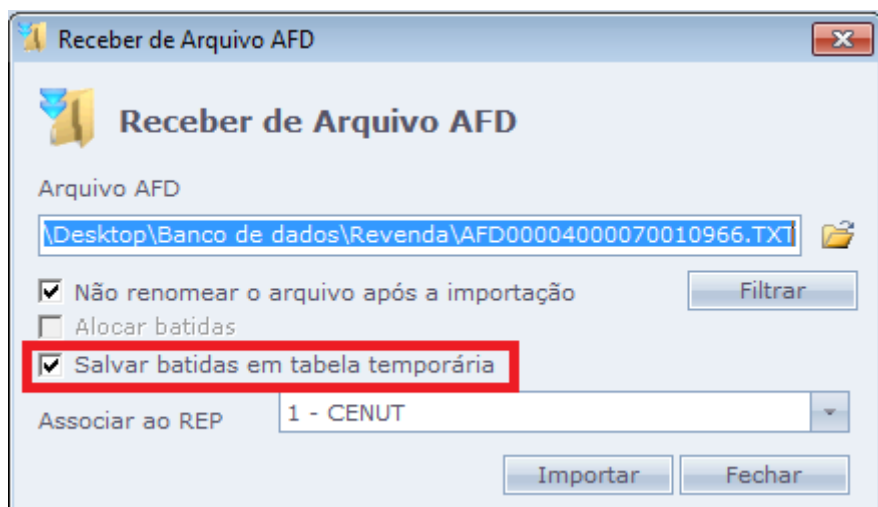 Receber de Arquivo AFD
Receber de Arquivo AFD
Arquivo AFD
\Desktop\Banco de dados\Revenda\AFD00004000070010966.TXT
Não renomear o arquivo após a importação
Filtrar
Alocar batidas
Salvar batidas em tabela temporária
Associar ao REP
1 - CENUT
Importar
Fechar